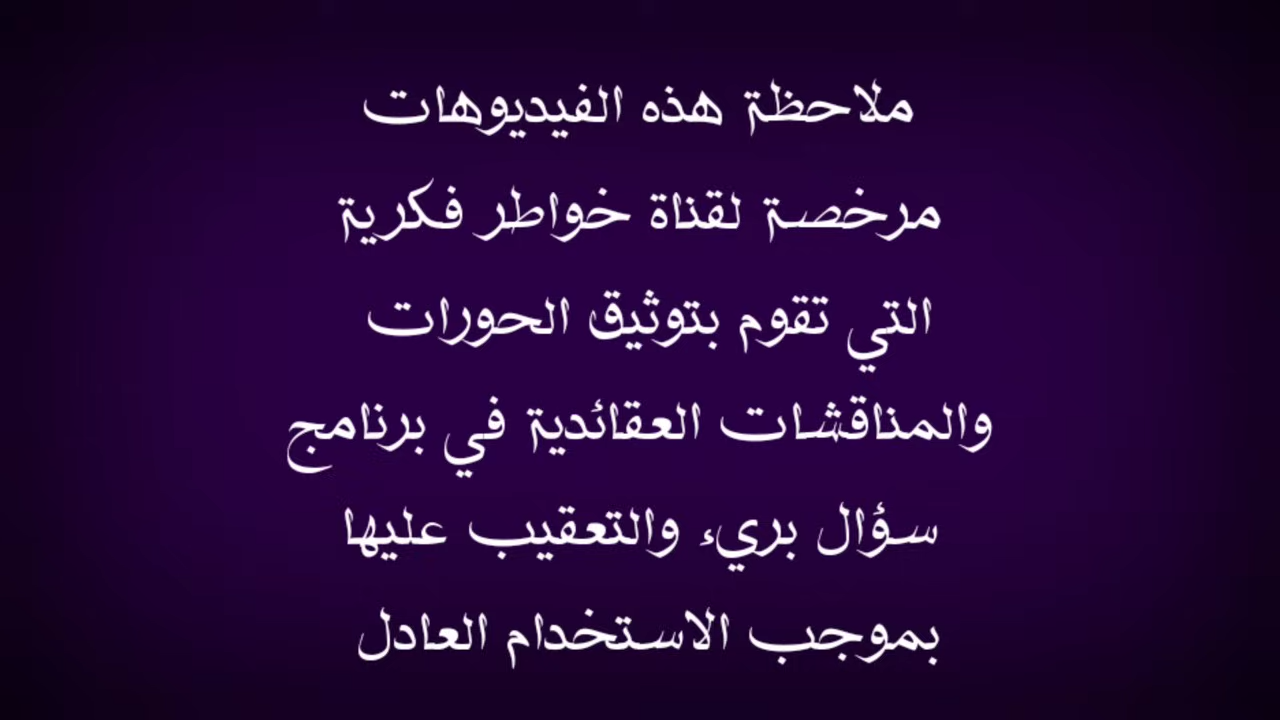 ملاحظة هذه الفيديوهات
مرخصة لقناة خواطر فكرية
التي تقوم بتوثيق الحورات
والمناقشات العقائدية في برنامج
سؤال بريء والتعقيب عليها
بموجب الاستخدام العادل